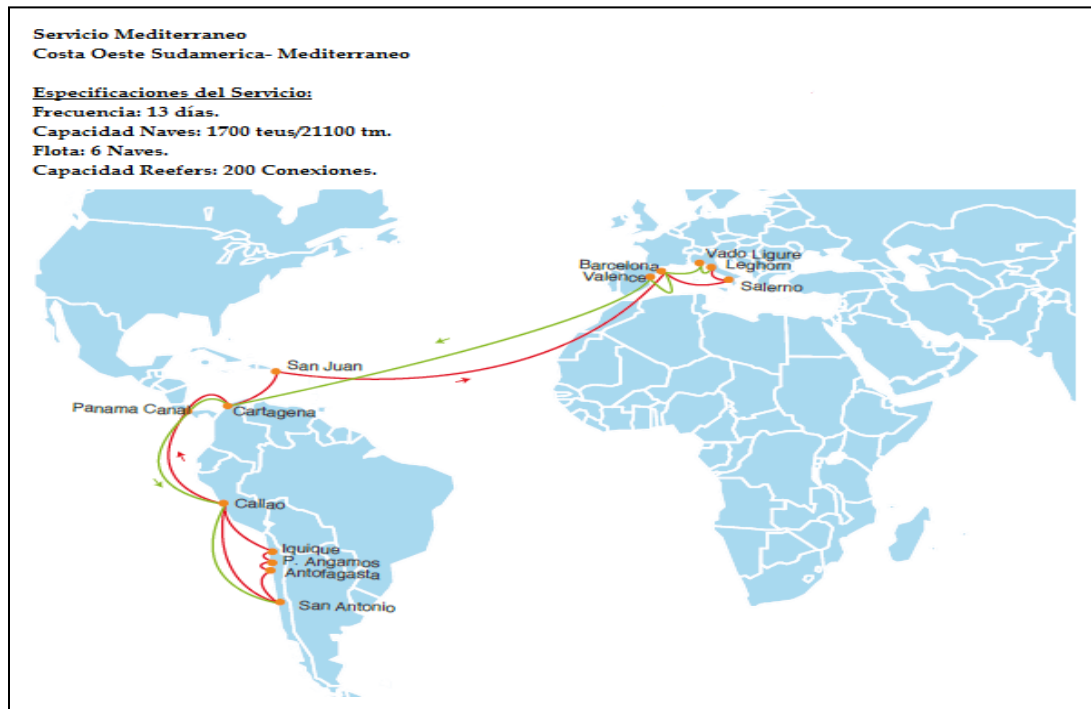 Servicio Mediterraneo
Costa Oeste Sudamerica- Mediterraneo
Especificaciones del Servicio:
Frecuencia: 13 días.
Capacidad Naves: 1700 teus/21100 tm.
Flota: 6 Naves.
Capacidad Reefers: 200 Conexiones.
Vado Ligure
Barcelona
Leghorn
Valence
Salerno
San Juan
Panama Canal
Cartagena
Callao
Iquique
P. Angamos
Antofagasta
San Antonio